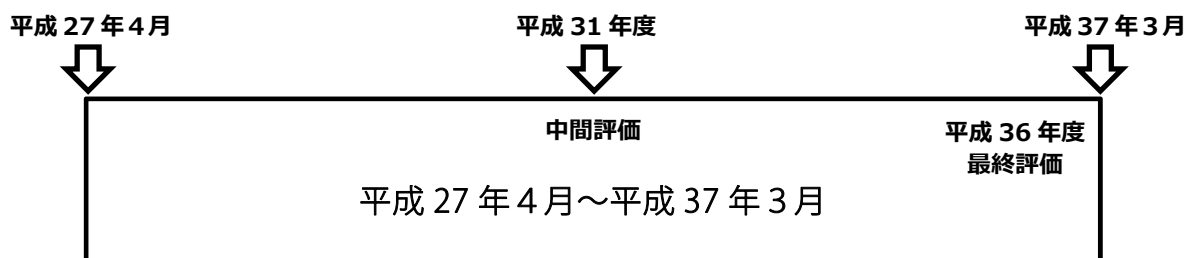 平成 27 年４月
平成 31 年度
平成 37 年３月
中間評価
平成 36 年度
最終評価
平成 27 年４月～平成 37 年３月